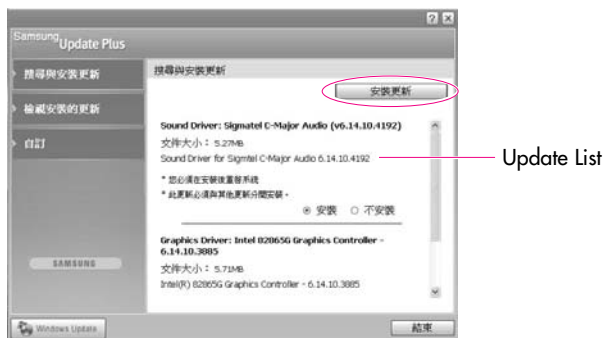 Samsung Update Plus
搜尋與安裝更新
檢視安裝的更新
自訂
SAMSUNG
Windows Update
搜尋與安裝更新
安裝更新
Sound Driver: Sigmatel C-Major Audio (v6.14.10.4192)
文件大小：5.27MB
Sound Driver for Sigmtel C-Major Audio 6.14.10.4192
* 您必須在安裝後重啓系統
* 此更新必須與其他更新分開安裝。
安裝 不安裝
Graphics Driver: Intel 82865G Graphics Controller -
6.14.10.3885
文件大小：5.71MB
Intel(R) 82865G Graphics Controller - 6.14.10.3885
結束
Update List